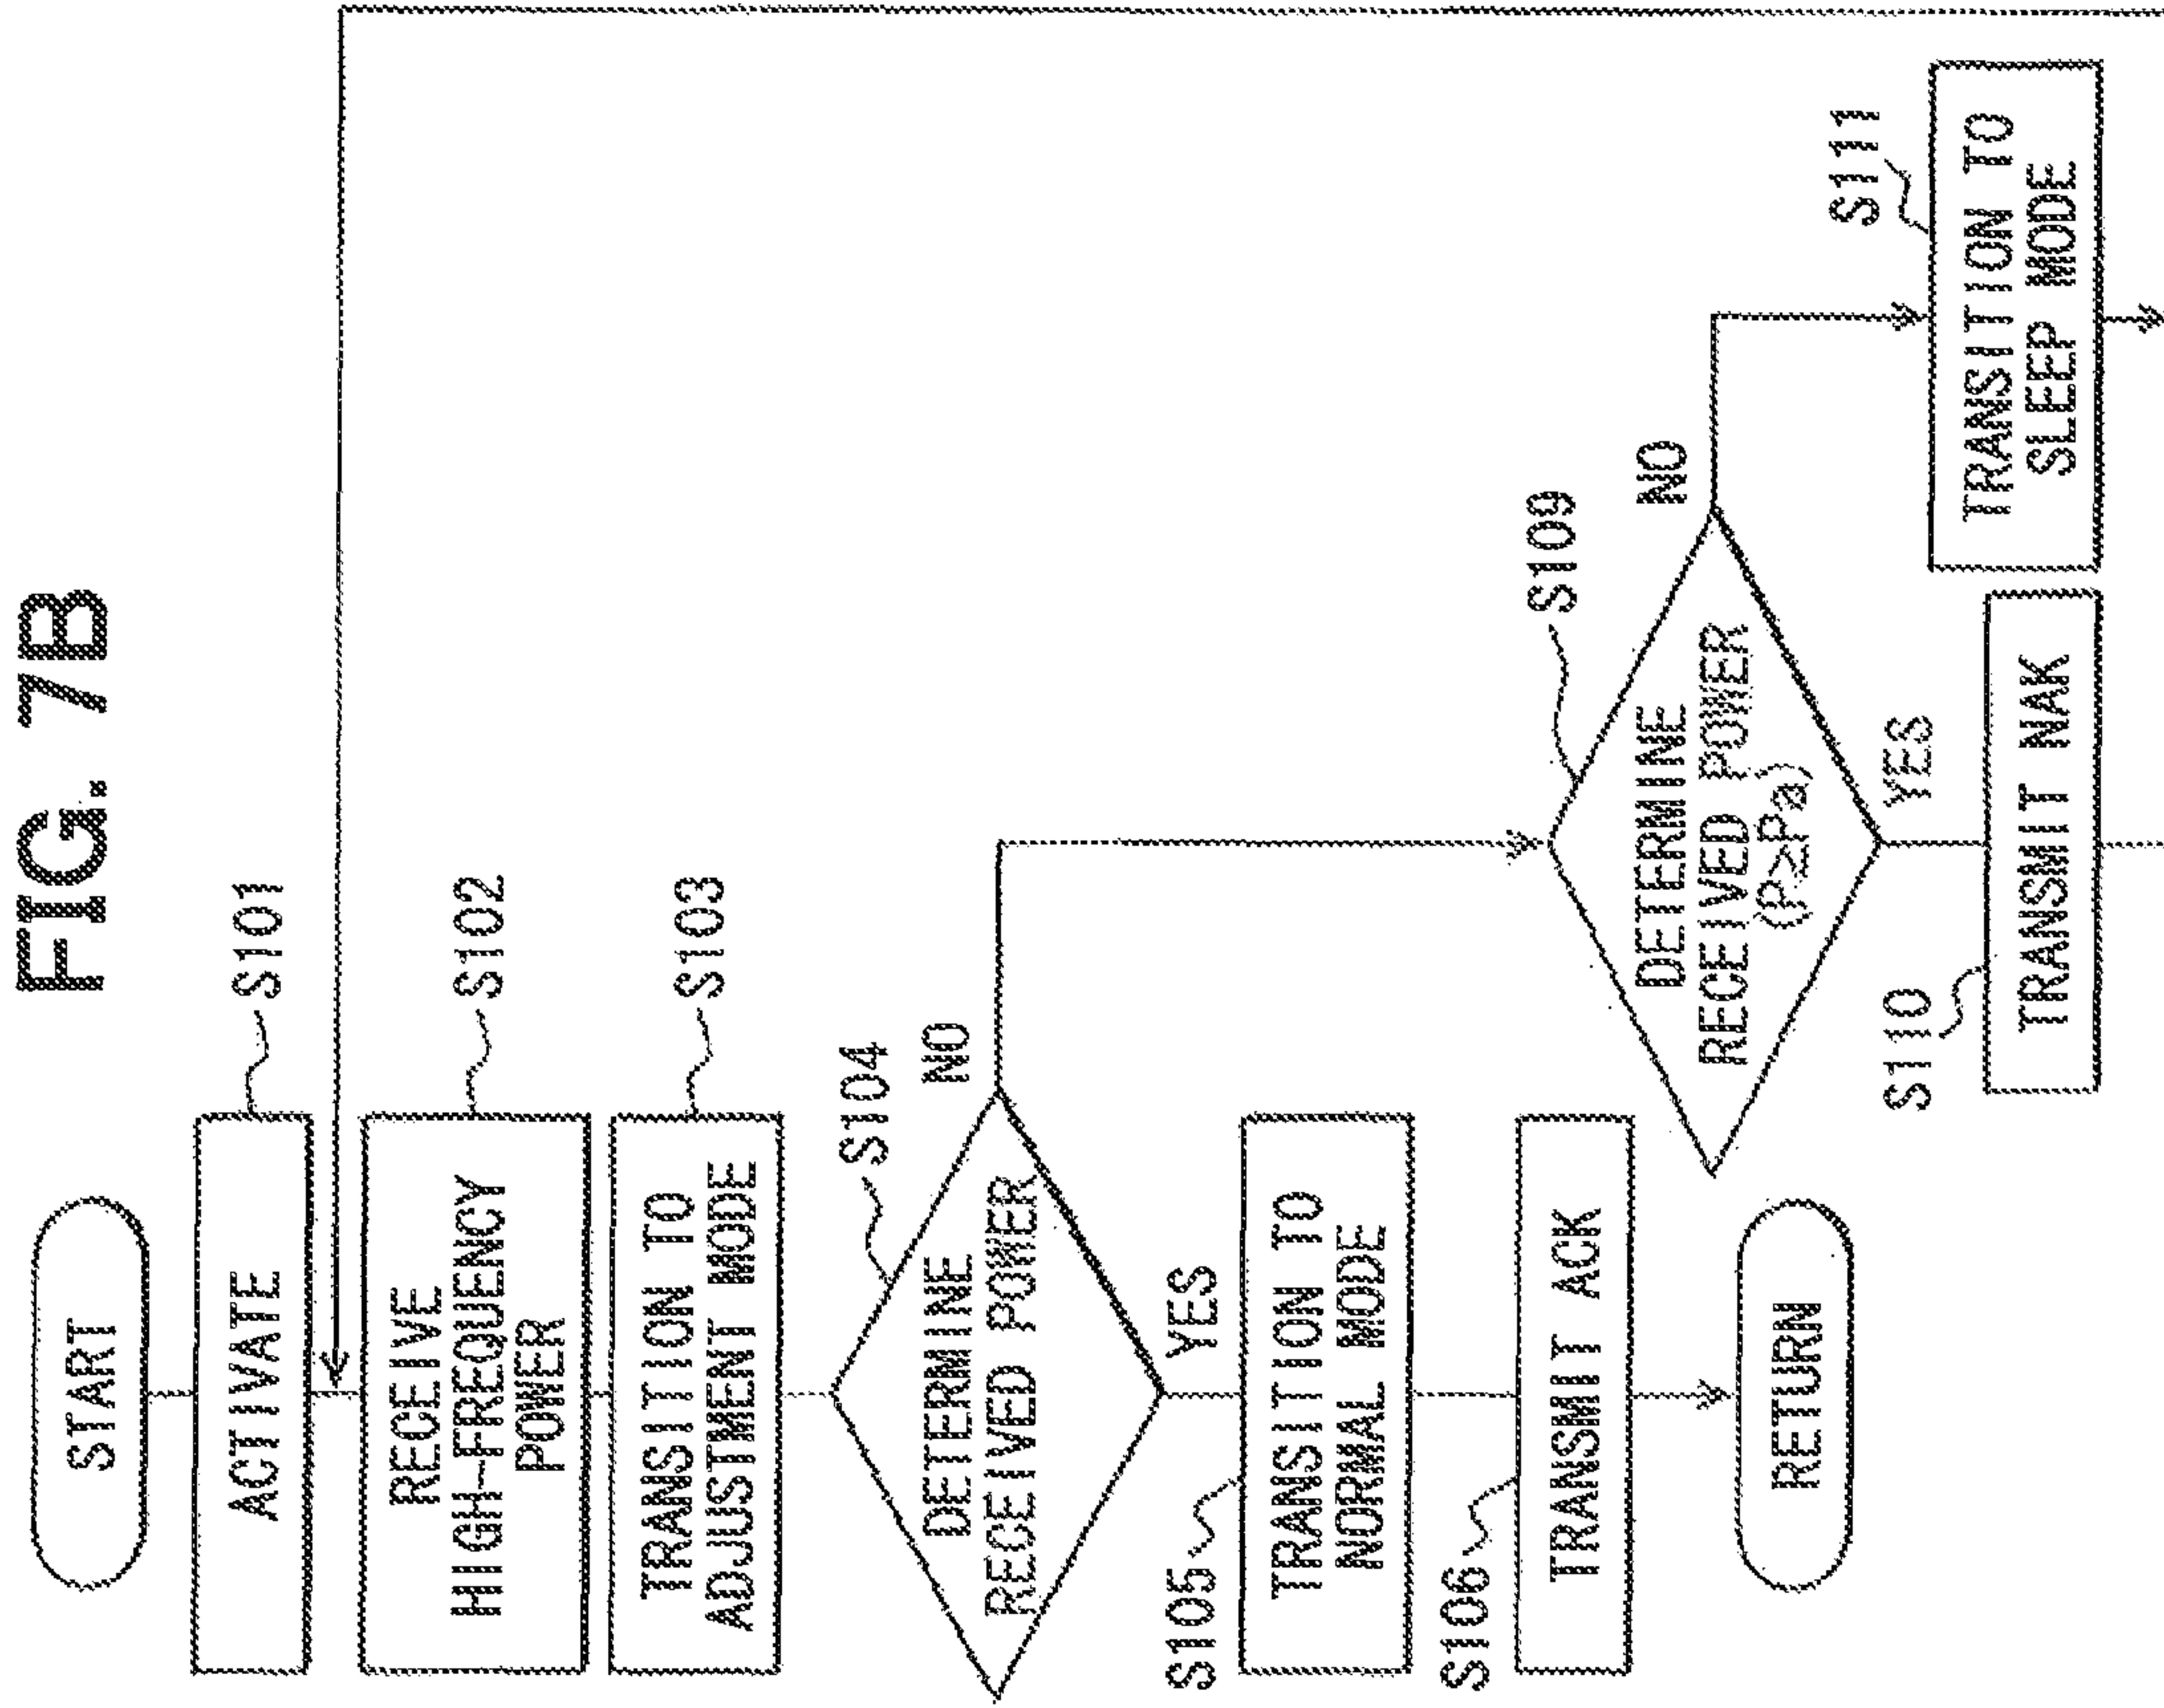 FIG. 7B
START
ACTIVATE
S101
RECEIVE
HIGH-FREQUENCY
POWER
S102
TRANSITION TO
ADJUSTMENT MODE
S103
DETERMINE
RECEIVED POWER
S104
NO
YES
S105
TRANSITION TO
NORMAL MODE
S106
TRANSMIT ACK
RETURN
DETERMINE
RECEIVED POWER
(P≥Pa)
S109
NO
YES
S110
TRANSMIT NAK
S111
TRANSITION TO
SLEEP MODE